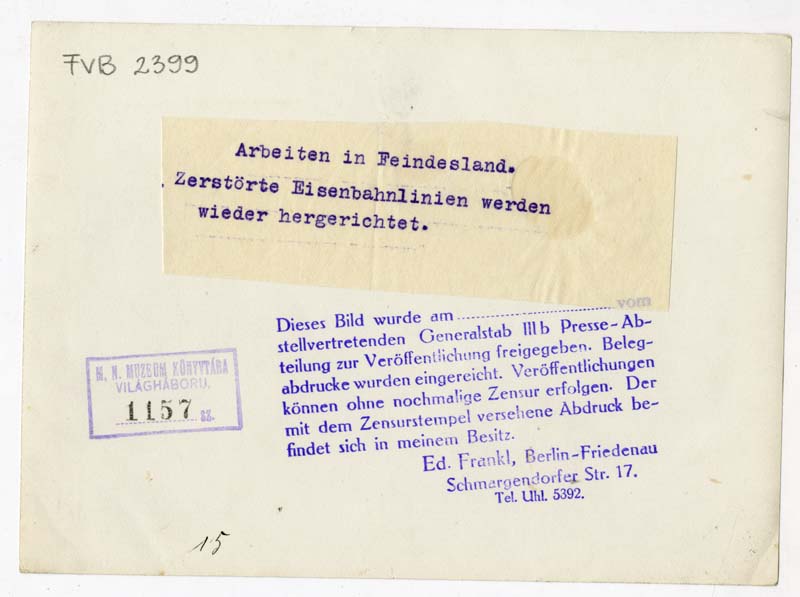 FVB 2399
Arbeiten in Feindesland.
Zerstörte Eisenbahnlinien werden
wieder hergerichtet.
Dieses Bild wurde am ........................ vom
stellvertretenden Generalstab III b Presse-Ab-
teilung zur Veröffentlichung freigegeben. Beleg-
abdrucke wurden eingereicht. Veröffentlichungen
können ohne nochmalige Zensur erfolgen. Der
mit dem Zensurstempel versehene Abdruck be-
findet sich in meinem Besitz.
Ed. Frankl, Berlin-Friedenau
Schmargendorfer Str. 17.
Tel. Uhl. 5392.
M. N. MUZEUM KÖNYVTÁRA
VILÁGHÁBORU.
1157 sz.
15